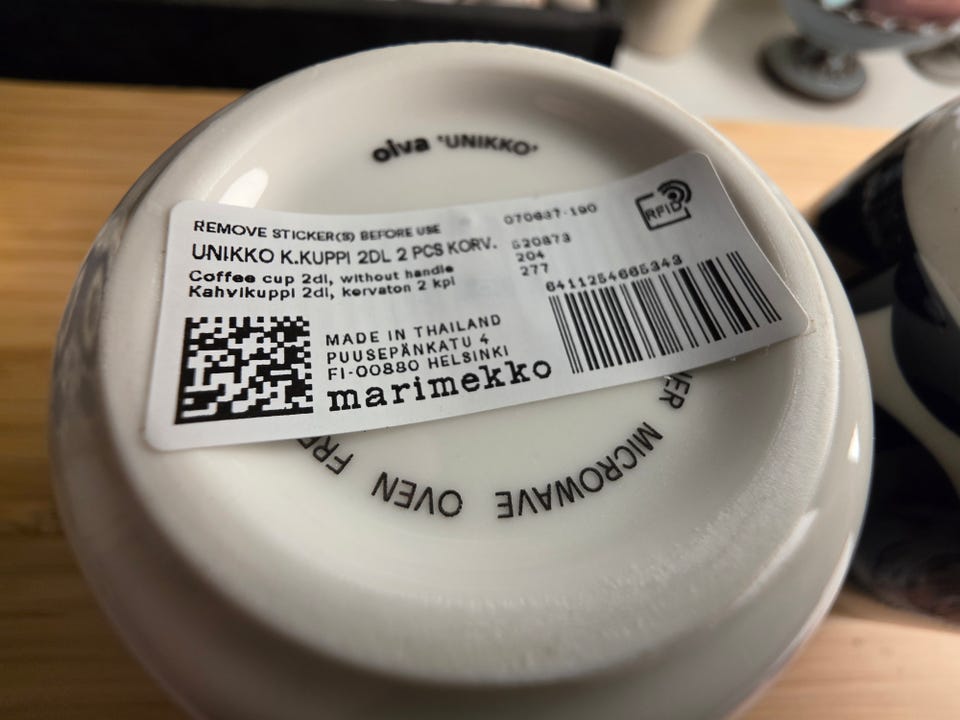 oiva 'UNIKKO'
REMOVE STICKER(S) BEFORE USE
UNIKKO K.KUPPI 2DL 2 PCS KORV.
Coffee cup 2dl, without handle
Kahvikuppi 2dl, korvaton 2 kpl
070637-190
520873
204
277
RFID
6411254665343
MADE IN THAILAND
PUUSEPÄNKATU 4
FI-00880 HELSINKI
marimekko
MICROWAVE OVEN